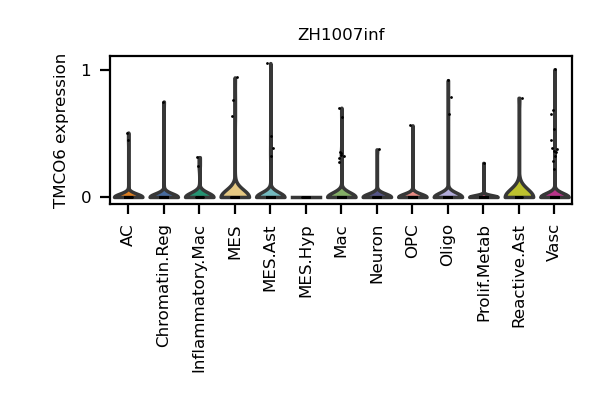 ZH1007inf
TMCO6 expression
1
0
AC
Chromatin.Reg
Inflammatory.Mac
MES
MES.Ast
MES.Hyp
Mac
Neuron
OPC
Oligo
Prolif.Metab
Reactive.Ast
Vasc